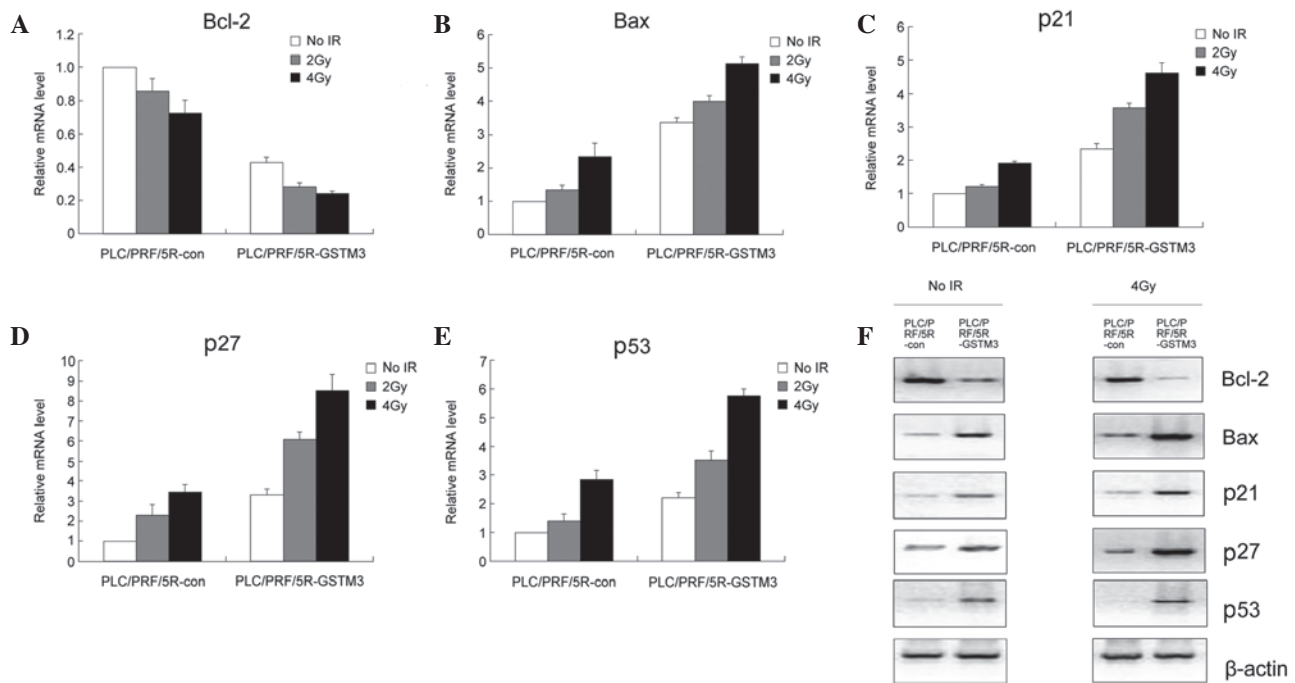 A
Bcl-2
Relative mRNA level
1.2
1.0
0.8
0.6
0.4
0.2
0
No IR
2Gy
4Gy
PLC/PRF/5R-con
PLC/PRF/5R-GSTM3
B
Bax
Relative mRNA level
6
5
4
3
2
1
0
No IR
2Gy
4Gy
PLC/PRF/5R-con
PLC/PRF/5R-GSTM3
C
p21
Relative mRNA level
6
5
4
3
2
1
0
No IR
2Gy
4Gy
PLC/PRF/5R-con
PLC/PRF/5R-GSTM3
D
p27
Relative mRNA level
10
9
8
7
6
5
4
3
2
1
0
No IR
2Gy
4Gy
PLC/PRF/5R-con
PLC/PRF/5R-GSTM3
E
p53
Relative mRNA level
7
6
5
4
3
2
1
0
No IR
2Gy
4Gy
PLC/PRF/5R-con
PLC/PRF/5R-GSTM3
F
No IR
4Gy
PLC/P
RF/5R
-con
PLC/P
RF/5R
-GSTM3
PLC/P
RF/5R
-con
PLC/P
RF/5R
-GSTM3
Bcl-2
Bax
p21
p27
p53
β-actin